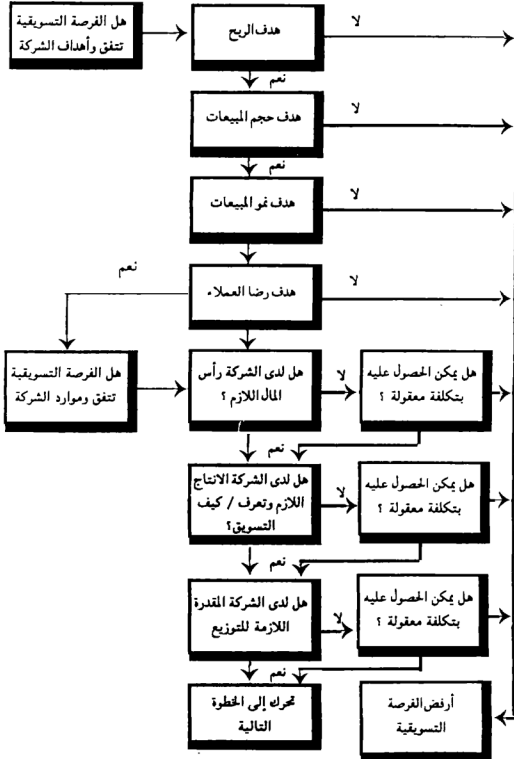 هل الفرصة التسويقية
تتفق وأهداف الشركة
هدف الربح
لا
نعم
هدف حجم المبيعات
لا
نعم
هدف نمو المبيعات
لا
نعم
هدف رضا العملاء
لا
هل الفرصة التسويقية
تتفق وموارد الشركة
هل لدى الشركة رأس
المال اللازم ؟
لا
هل يمكن الحصول عليه
بتكلفة معقولة ؟
نعم
هل لدى الشركة الانتاج
اللازم وتعرف / كيف
التسويق؟
لا
هل يمكن الحصول عليه
بتكلفة معقولة ؟
نعم
هل لدى الشركة المقدرة
اللازمة للتوزيع
لا
هل يمكن الحصول عليه
بتكلفة معقولة ؟
نعم
تحرك إلى الخطوة
التالية
أرفض الفرصة
التسويقية